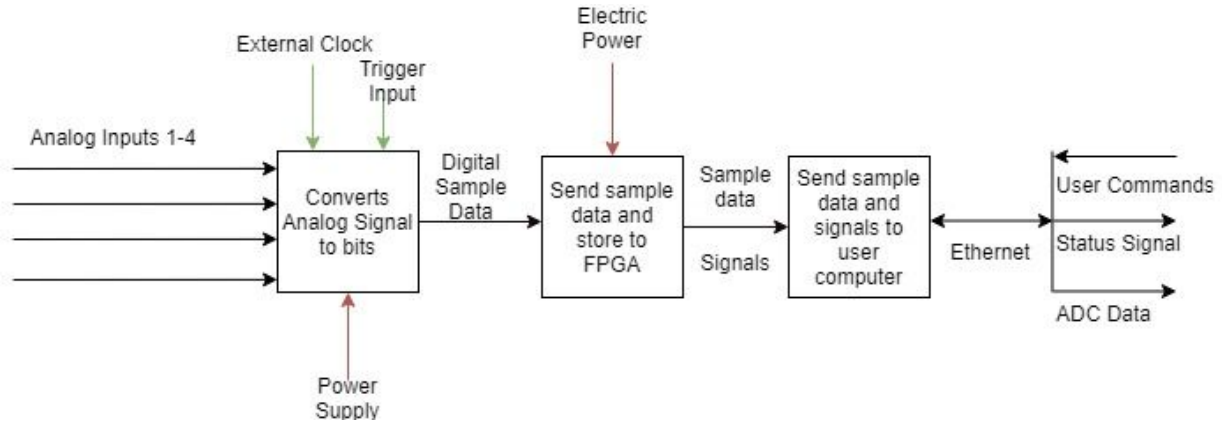 Electric
Power
External Clock
Trigger
Input
Analog Inputs 1-4
Converts
Analog Signal
to bits
Digital
Sample
Data
Send sample
data and
store to
FPGA
Sample
data
Signals
Send sample
data and
signals to
user
computer
Ethernet
User Commands
Status Signal
ADC Data
Power
Supply